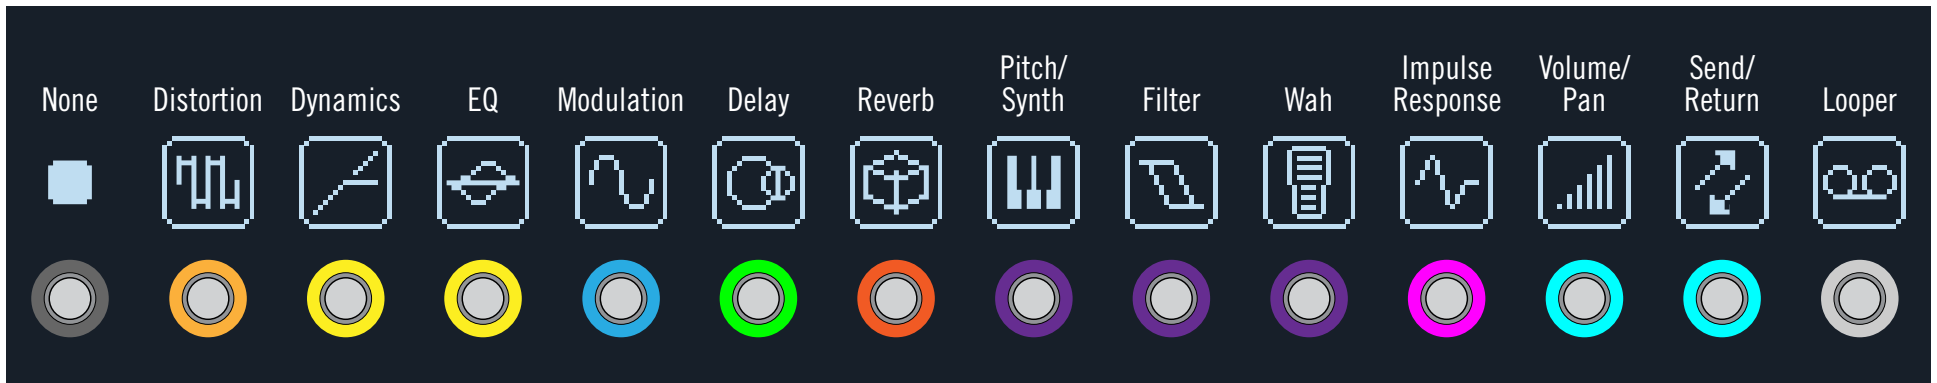 None
Distortion
Dynamics
EQ
Modulation
Delay
Reverb
Pitch/
Synth
Filter
Wah
Impulse
Response
Volume/
Pan
Send/
Return
Looper